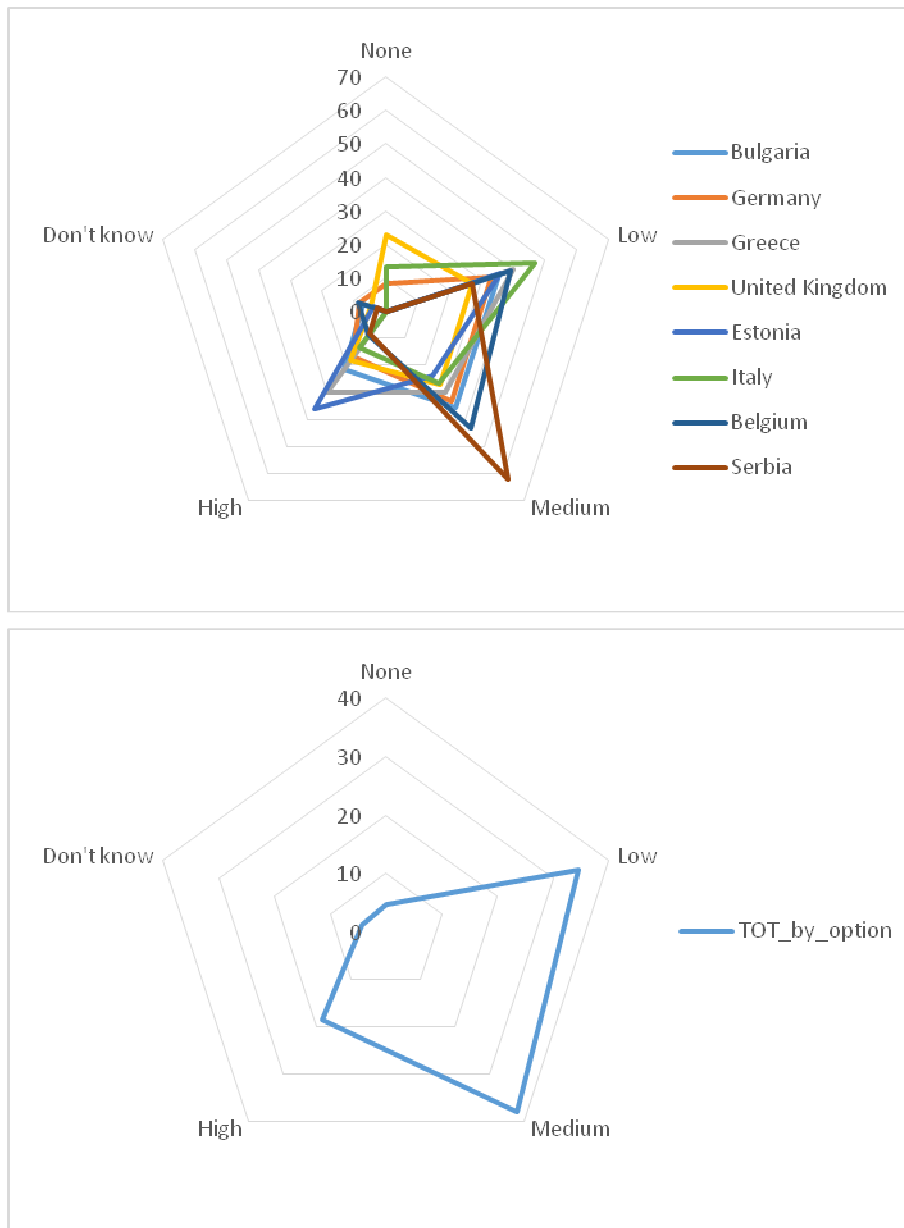 None
70
60
50
40
30
20
10
0
Don't know
Low
High
Medium
Bulgaria
Germany
Greece
United Kingdom
Estonia
Italy
Belgium
Serbia
None
40
30
20
10
0
Don't know
Low
High
Medium
TOT_by_option